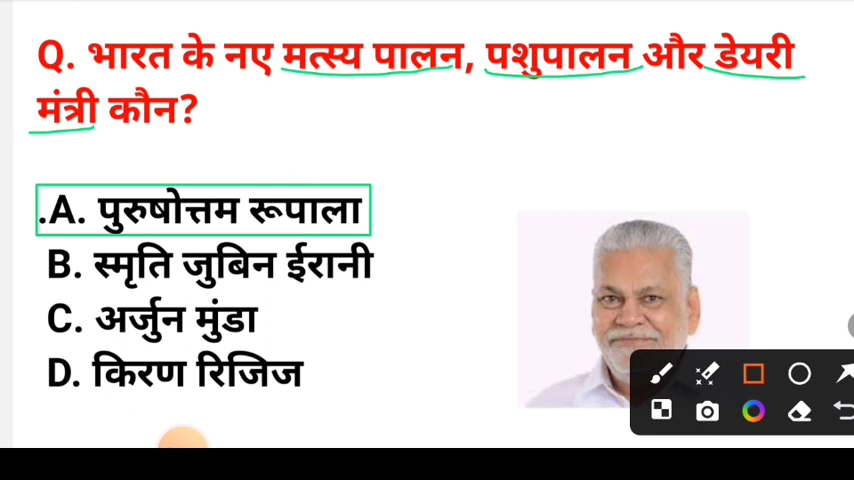 Q. भारत के नए मत्स्य पालन, पशुपालन और डेयरी
मंत्री कौन?
.A. पुरुषोत्तम रूपाला
B. स्मृति जुबिन ईरानी
C. अर्जुन मुंडा
D. किरण रिजिज